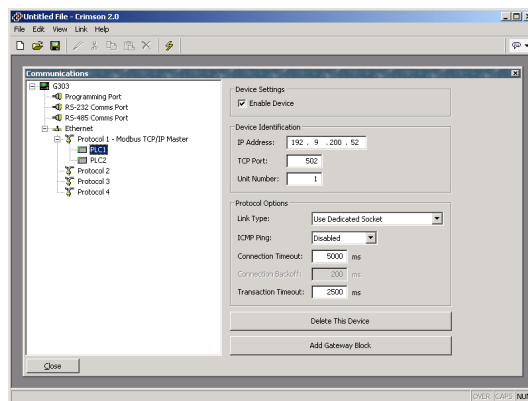 Untitled File - Crimson 2.0
File Edit View Link Help
Communications
G303
Programming Port
RS-232 Comms Port
RS-485 Comms Port
Ethernet
Protocol 1 - Modbus TCP/IP Master
PLC1
PLC2
Protocol 2
Protocol 3
Protocol 4
Device Settings
Enable Device
Device Identification
IP Address: 192 . 9 .200 . 52
TCP Port: 502
Unit Number: 1
Protocol Options
Link Type: Use Dedicated Socket
ICMP Ping: Disabled
Connection Timeout: 5000 ms
Connection Backoff: 200 ms
Transaction Timeout: 2500 ms
Delete This Device
Add Gateway Block
Close
OVER CAPS NUM